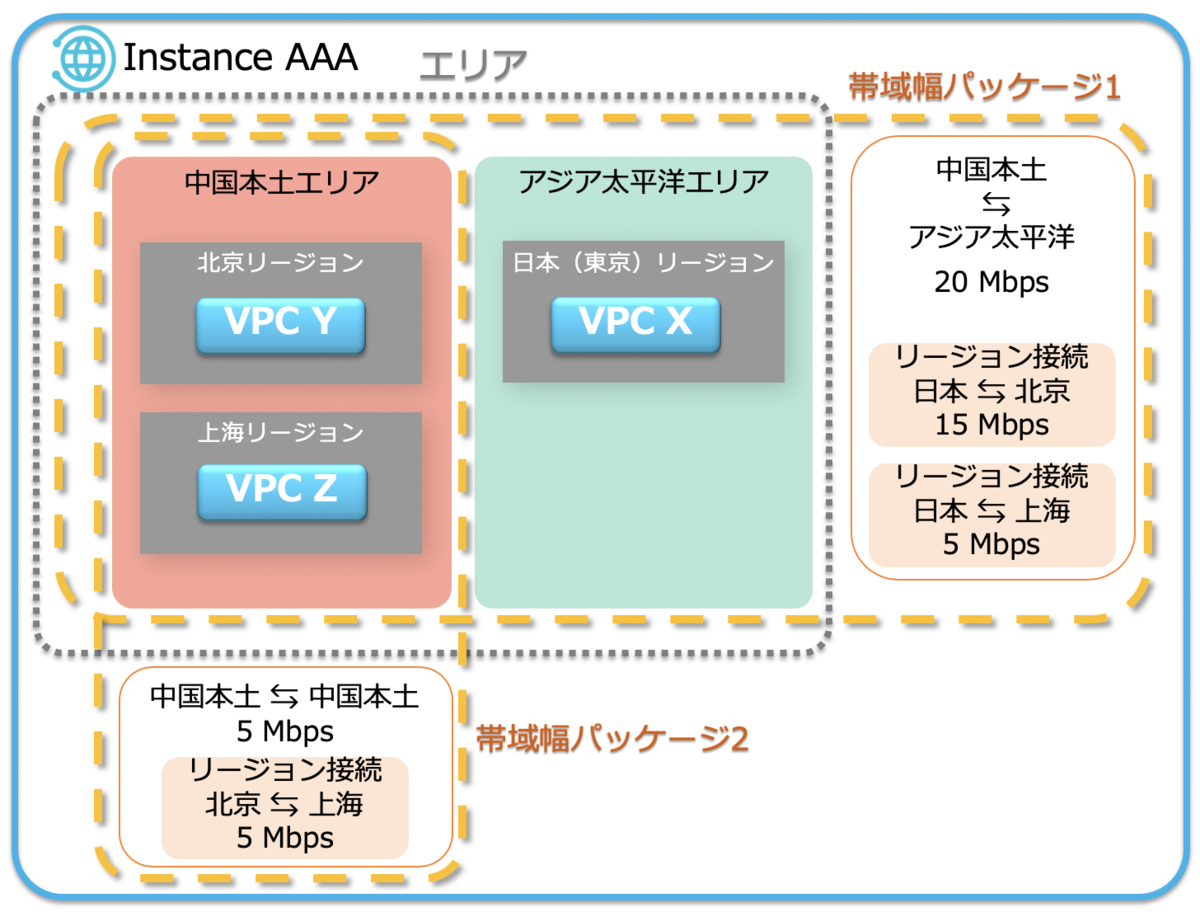 Instance AAA
エリア
帯域幅パッケージ1
中国本土エリア
北京リージョン
VPC Y
上海リージョン
VPC Z
アジア太平洋エリア
日本（東京）リージョン
VPC X
中国本土
⇆
アジア太平洋
20 Mbps
リージョン接続
日本 ⇆ 北京
15 Mbps
リージョン接続
日本 ⇆ 上海
5 Mbps
中国本土 ⇆ 中国本土
5 Mbps
リージョン接続
北京 ⇆ 上海
5 Mbps
帯域幅パッケージ2